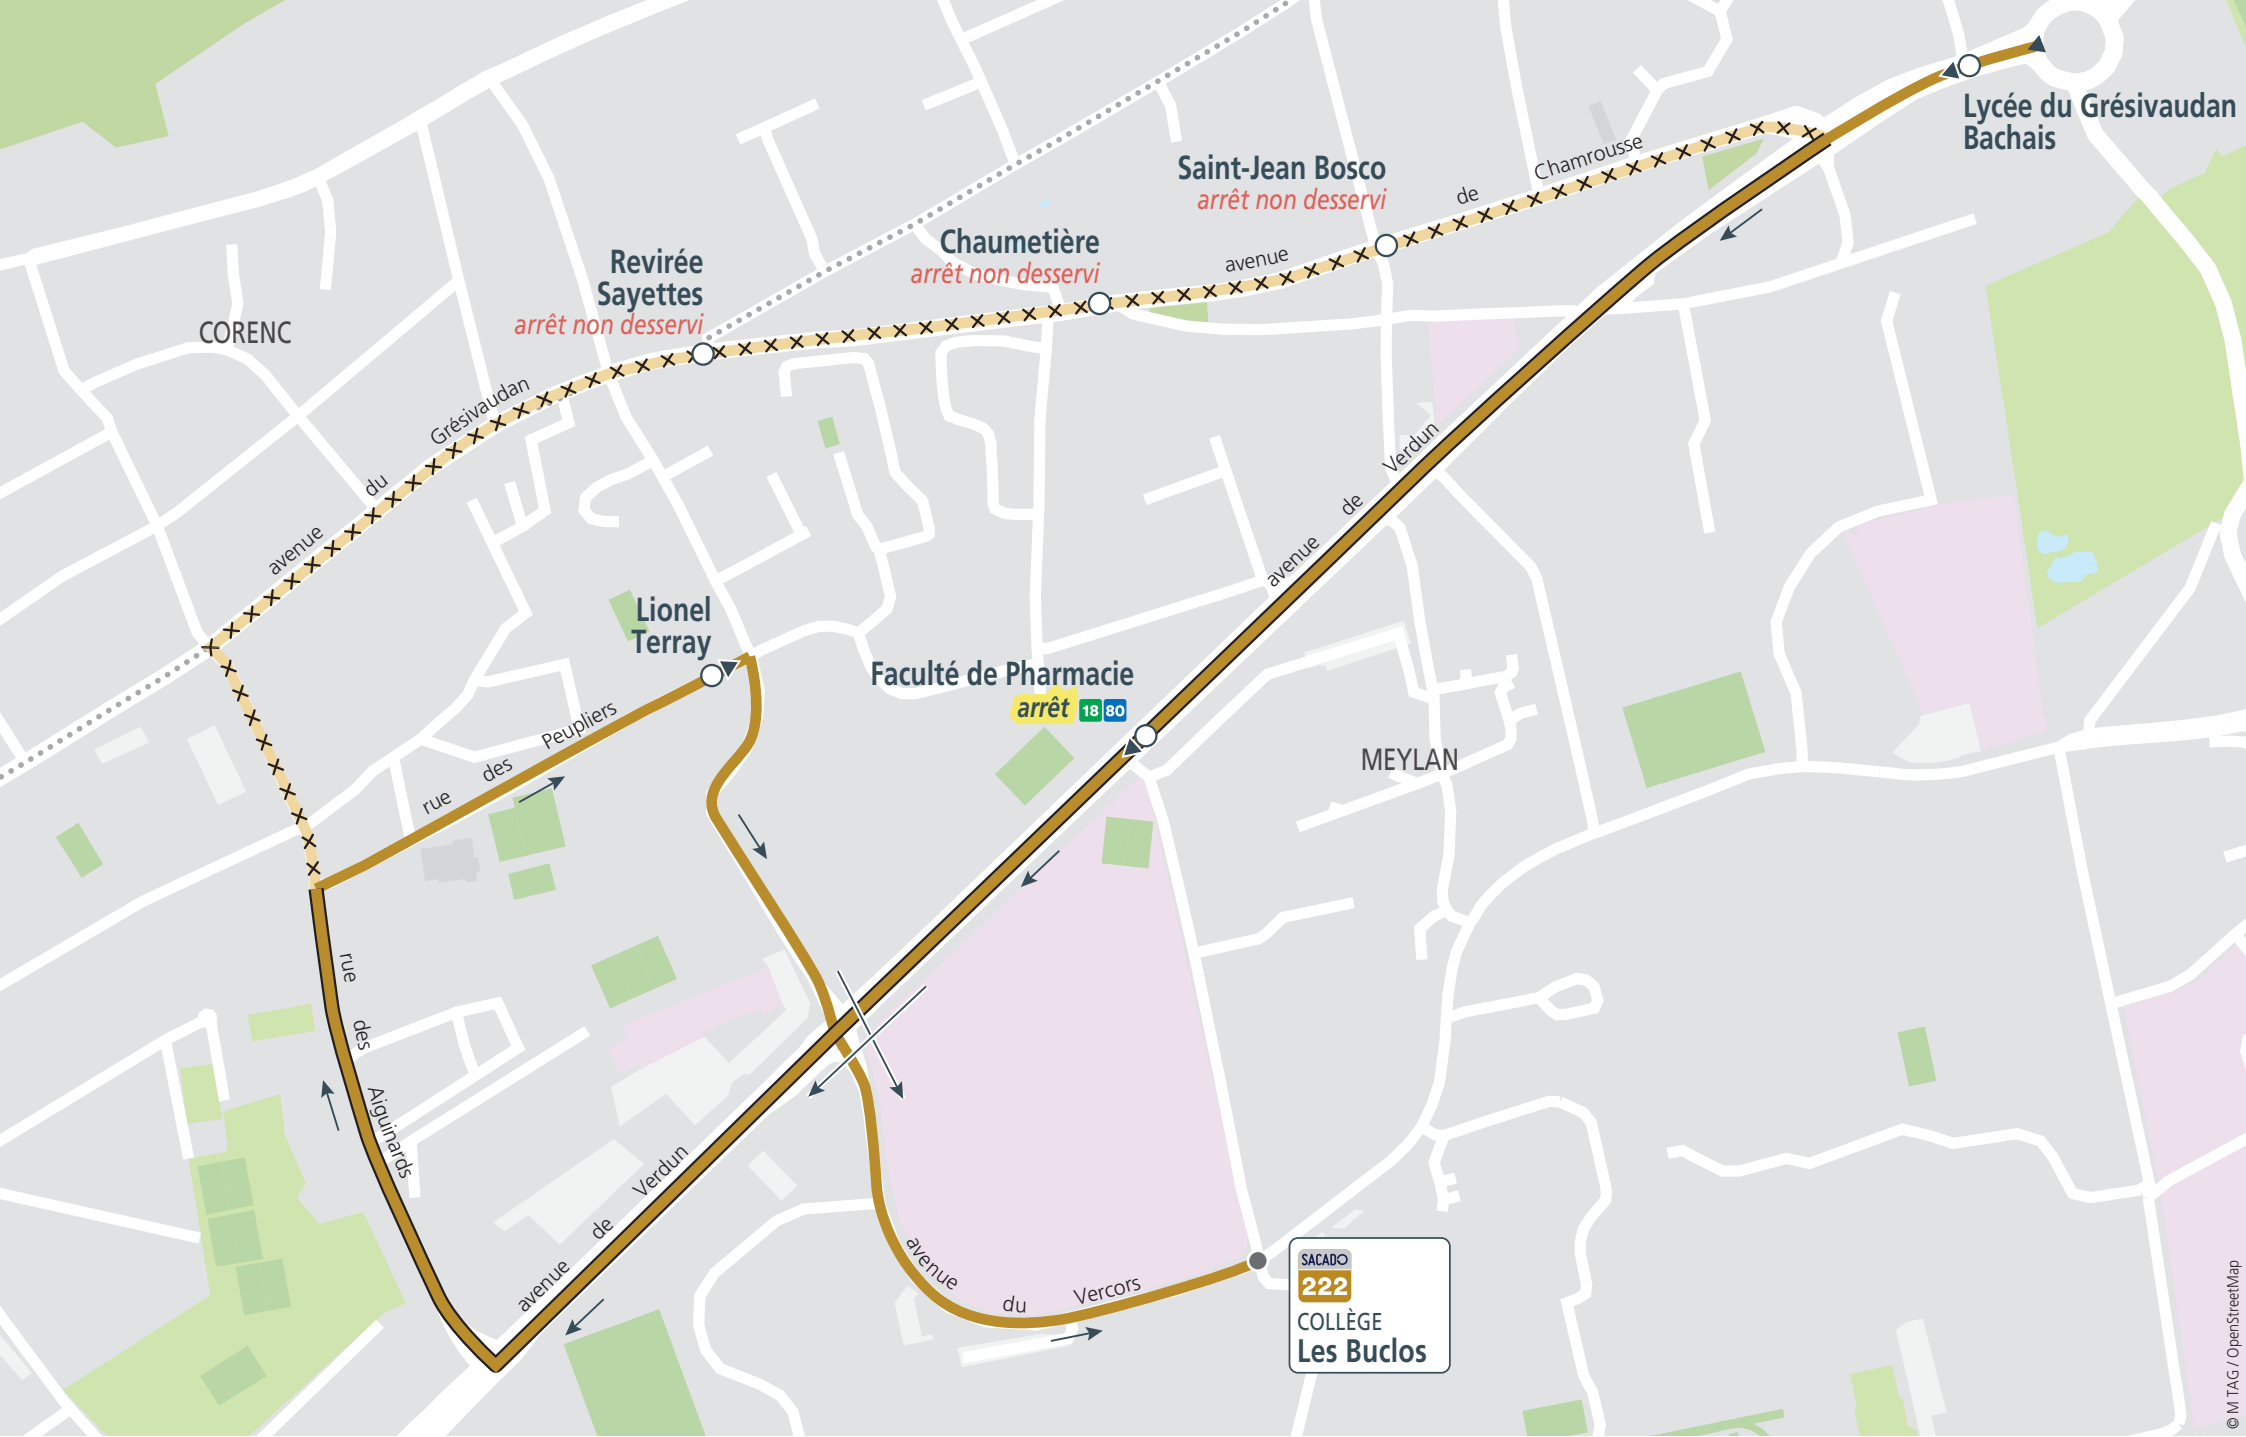 Lycée du Grésivaudan
Bachais
Chamrousse
de
avenue
Saint-Jean Bosco
arrêt non desservi
Chaumetière
arrêt non desservi
Revirée
Sayettes
arrêt non desservi
CORENC
Grésivaudan
du
avenue
Verdun
de
avenue
Lionel
Terray
Faculté de Pharmacie
arrêt 18 80
MEYLAN
rue des Peupliers
rue
des
Aiguinards
Verdun
de
avenue
avenue
du
Vercors
SACADO
222
COLLÈGE
Les Buclos
© M TAG / OpenStreetMap